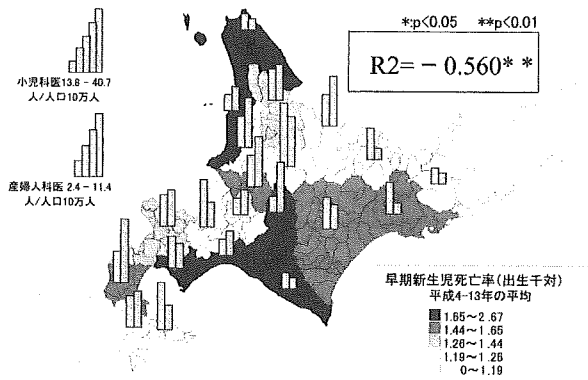 *:p<0.05 **p<0.01
R2= － 0.560* *
小児科医13.8 － 40.7
人/人口10万人
産婦人科医 2.4 － 11.4
人/人口10万人
早期新生児死亡率(出生千対)
平成4-13年の平均
1.65～2.67
1.44～1.65
1.26～1.44
1.19～1.26
0～1.19